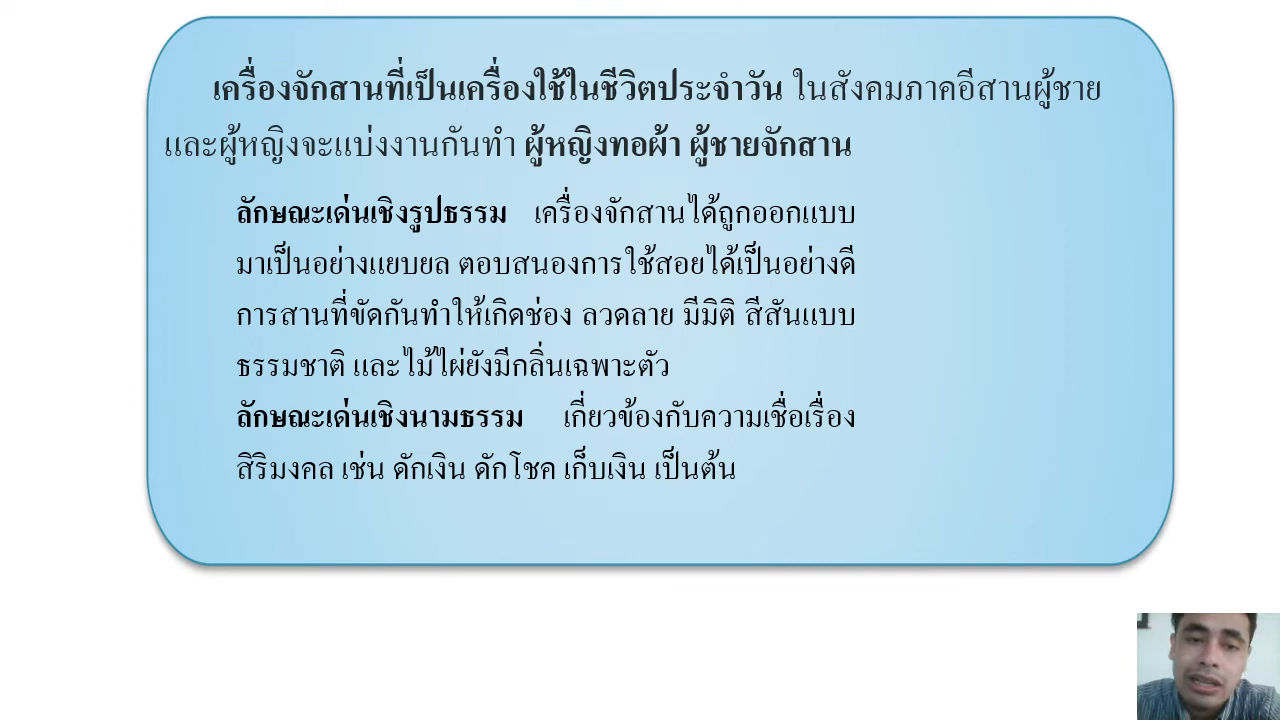 เครื่องจักสานที่เป็นเครื่องใช้ในชีวิตประจำวัน ในสังคมภาคอีสานผู้ชาย
และผู้หญิงจะแบ่งงานกันทำ ผู้หญิงทอผ้า ผู้ชายจักสาน
ลักษณะเด่นเชิงรูปธรรม เครื่องจักสานได้ถูกออกแบบ
มาเป็นอย่างแยบยล ตอบสนองการใช้สอยได้เป็นอย่างดี
การสานที่ขัดกันทำให้เกิดช่อง ลวดลาย มีมิติ สีสันแบบ
ธรรมชาติ และไม้ไผ่ยังมีกลิ่นเฉพาะตัว
ลักษณะเด่นเชิงนามธรรม เกี่ยวข้องกับความเชื่อเรื่อง
สิริมงคล เช่น ดักเงิน ดักโชค เก็บเงิน เป็นต้น